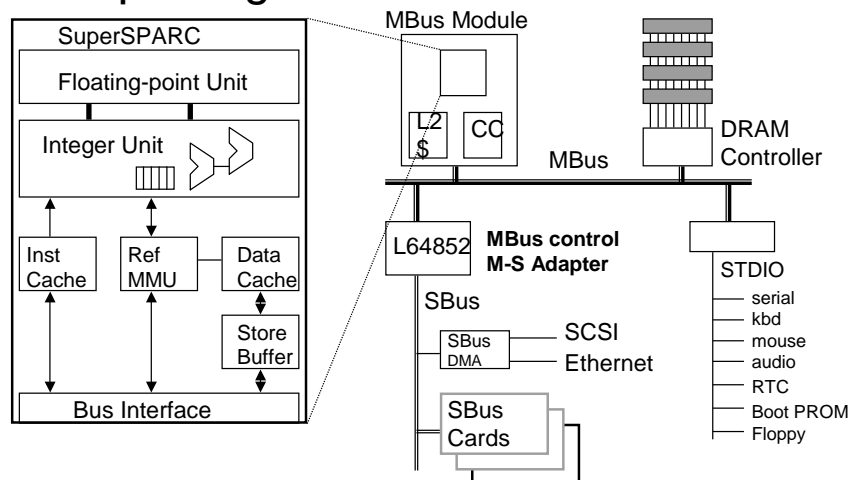 SuperSPARC
Floating-point Unit
Integer Unit
Inst
Cache
Ref
MMU
Data
Cache
Store
Buffer
Bus Interface
MBus Module
L2
$
CC
MBus
DRAM
Controller
L64852
MBus control
M-S Adapter
STDIO
serial
kbd
mouse
audio
RTC
Boot PROM
Floppy
SBus
SBus
DMA
SCSI
Ethernet
SBus
Cards